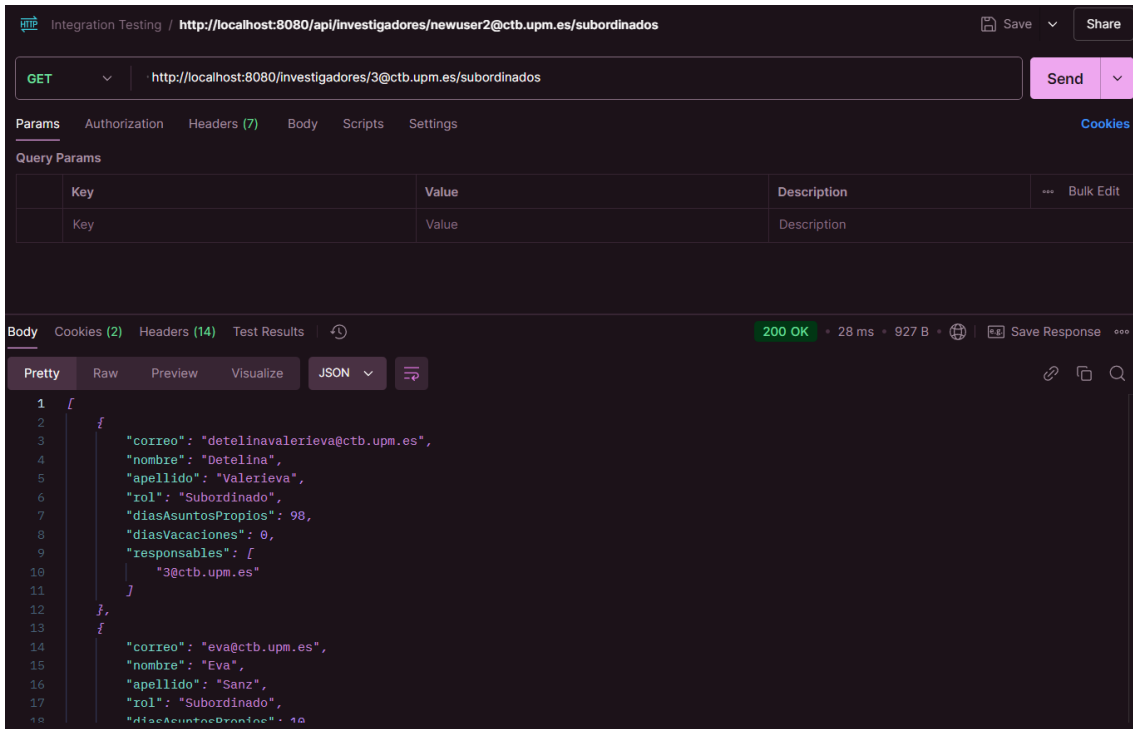 HTTP Integration Testing / http://localhost:8080/api/investigadores/newuser2@ctb.upm.es/subordinados Save Share
GET http://localhost:8080/investigadores/3@ctb.upm.es/subordinados Send
Params Authorization Headers (7) Body Scripts Settings Cookies
Query Params
Key Value Description Bulk Edit
Key Value Description
Body Cookies (2) Headers (14) Test Results 200 OK • 28 ms • 927 B • e.g. Save Response
Pretty Raw Preview Visualize JSON
1 [
2 {
3 "correo": "detelinavalerieva@ctb.upm.es",
4 "nombre": "Detelina",
5 "apellido": "Valerieva",
6 "rol": "Subordinado",
7 "diasAsuntosPropios": 98,
8 "diasVacaciones": 0,
9 "responsables": [
10 "3@ctb.upm.es"
11 ]
12 },
13 {
14 "correo": "eva@ctb.upm.es",
15 "nombre": "Eva",
16 "apellido": "Sanz",
17 "rol": "Subordinado",
18 "diasAsuntosPropios": 10